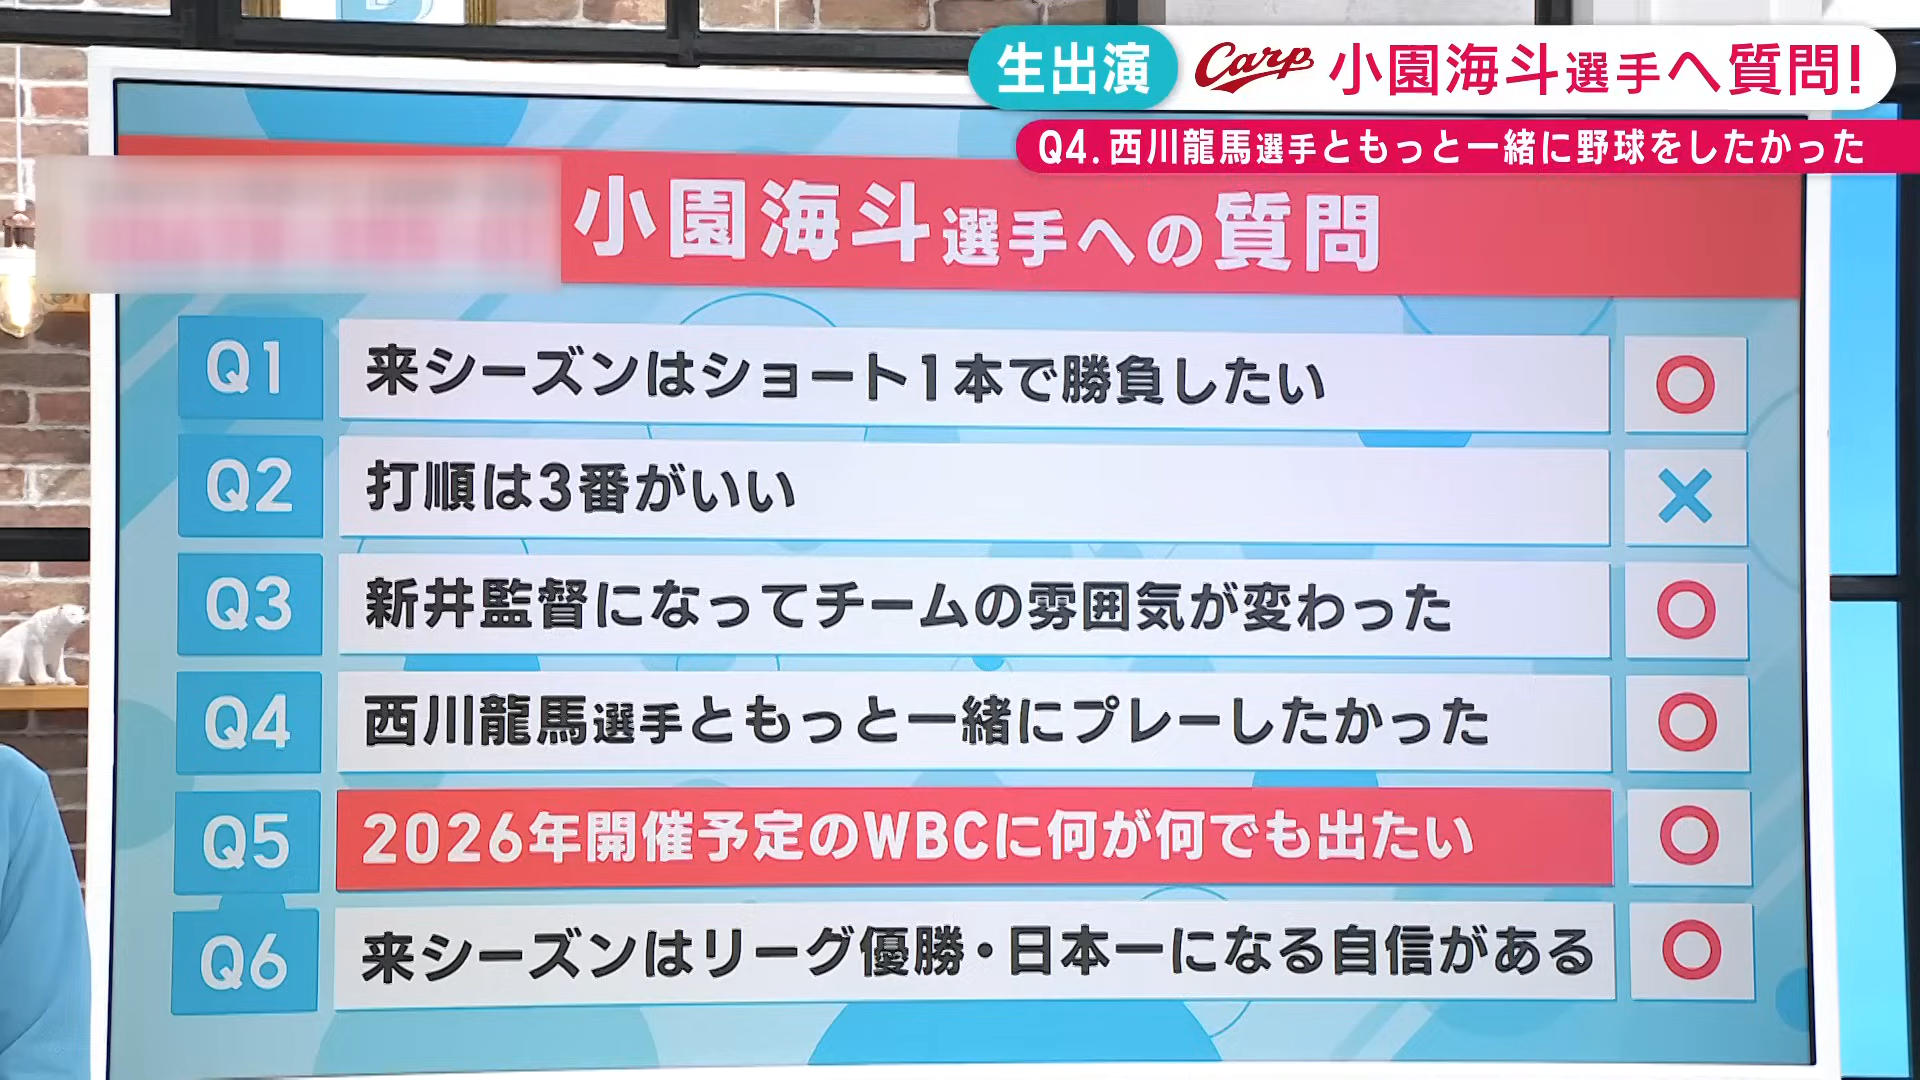 生出演
Carp 小園海斗選手へ質問!
Q4.西川龍馬選手ともっと一緒に野球をしたかった
小園海斗選手への質問
Q1 来シーズンはショート1本で勝負したい ○
Q2 打順は3番がいい ×
Q3 新井監督になってチームの雰囲気が変わった ○
Q4 西川龍馬選手ともっと一緒にプレーしたかった ○
Q5 2026年開催予定のWBCに何が何でも出たい ○
Q6 来シーズンはリーグ優勝・日本一になる自信がある ○